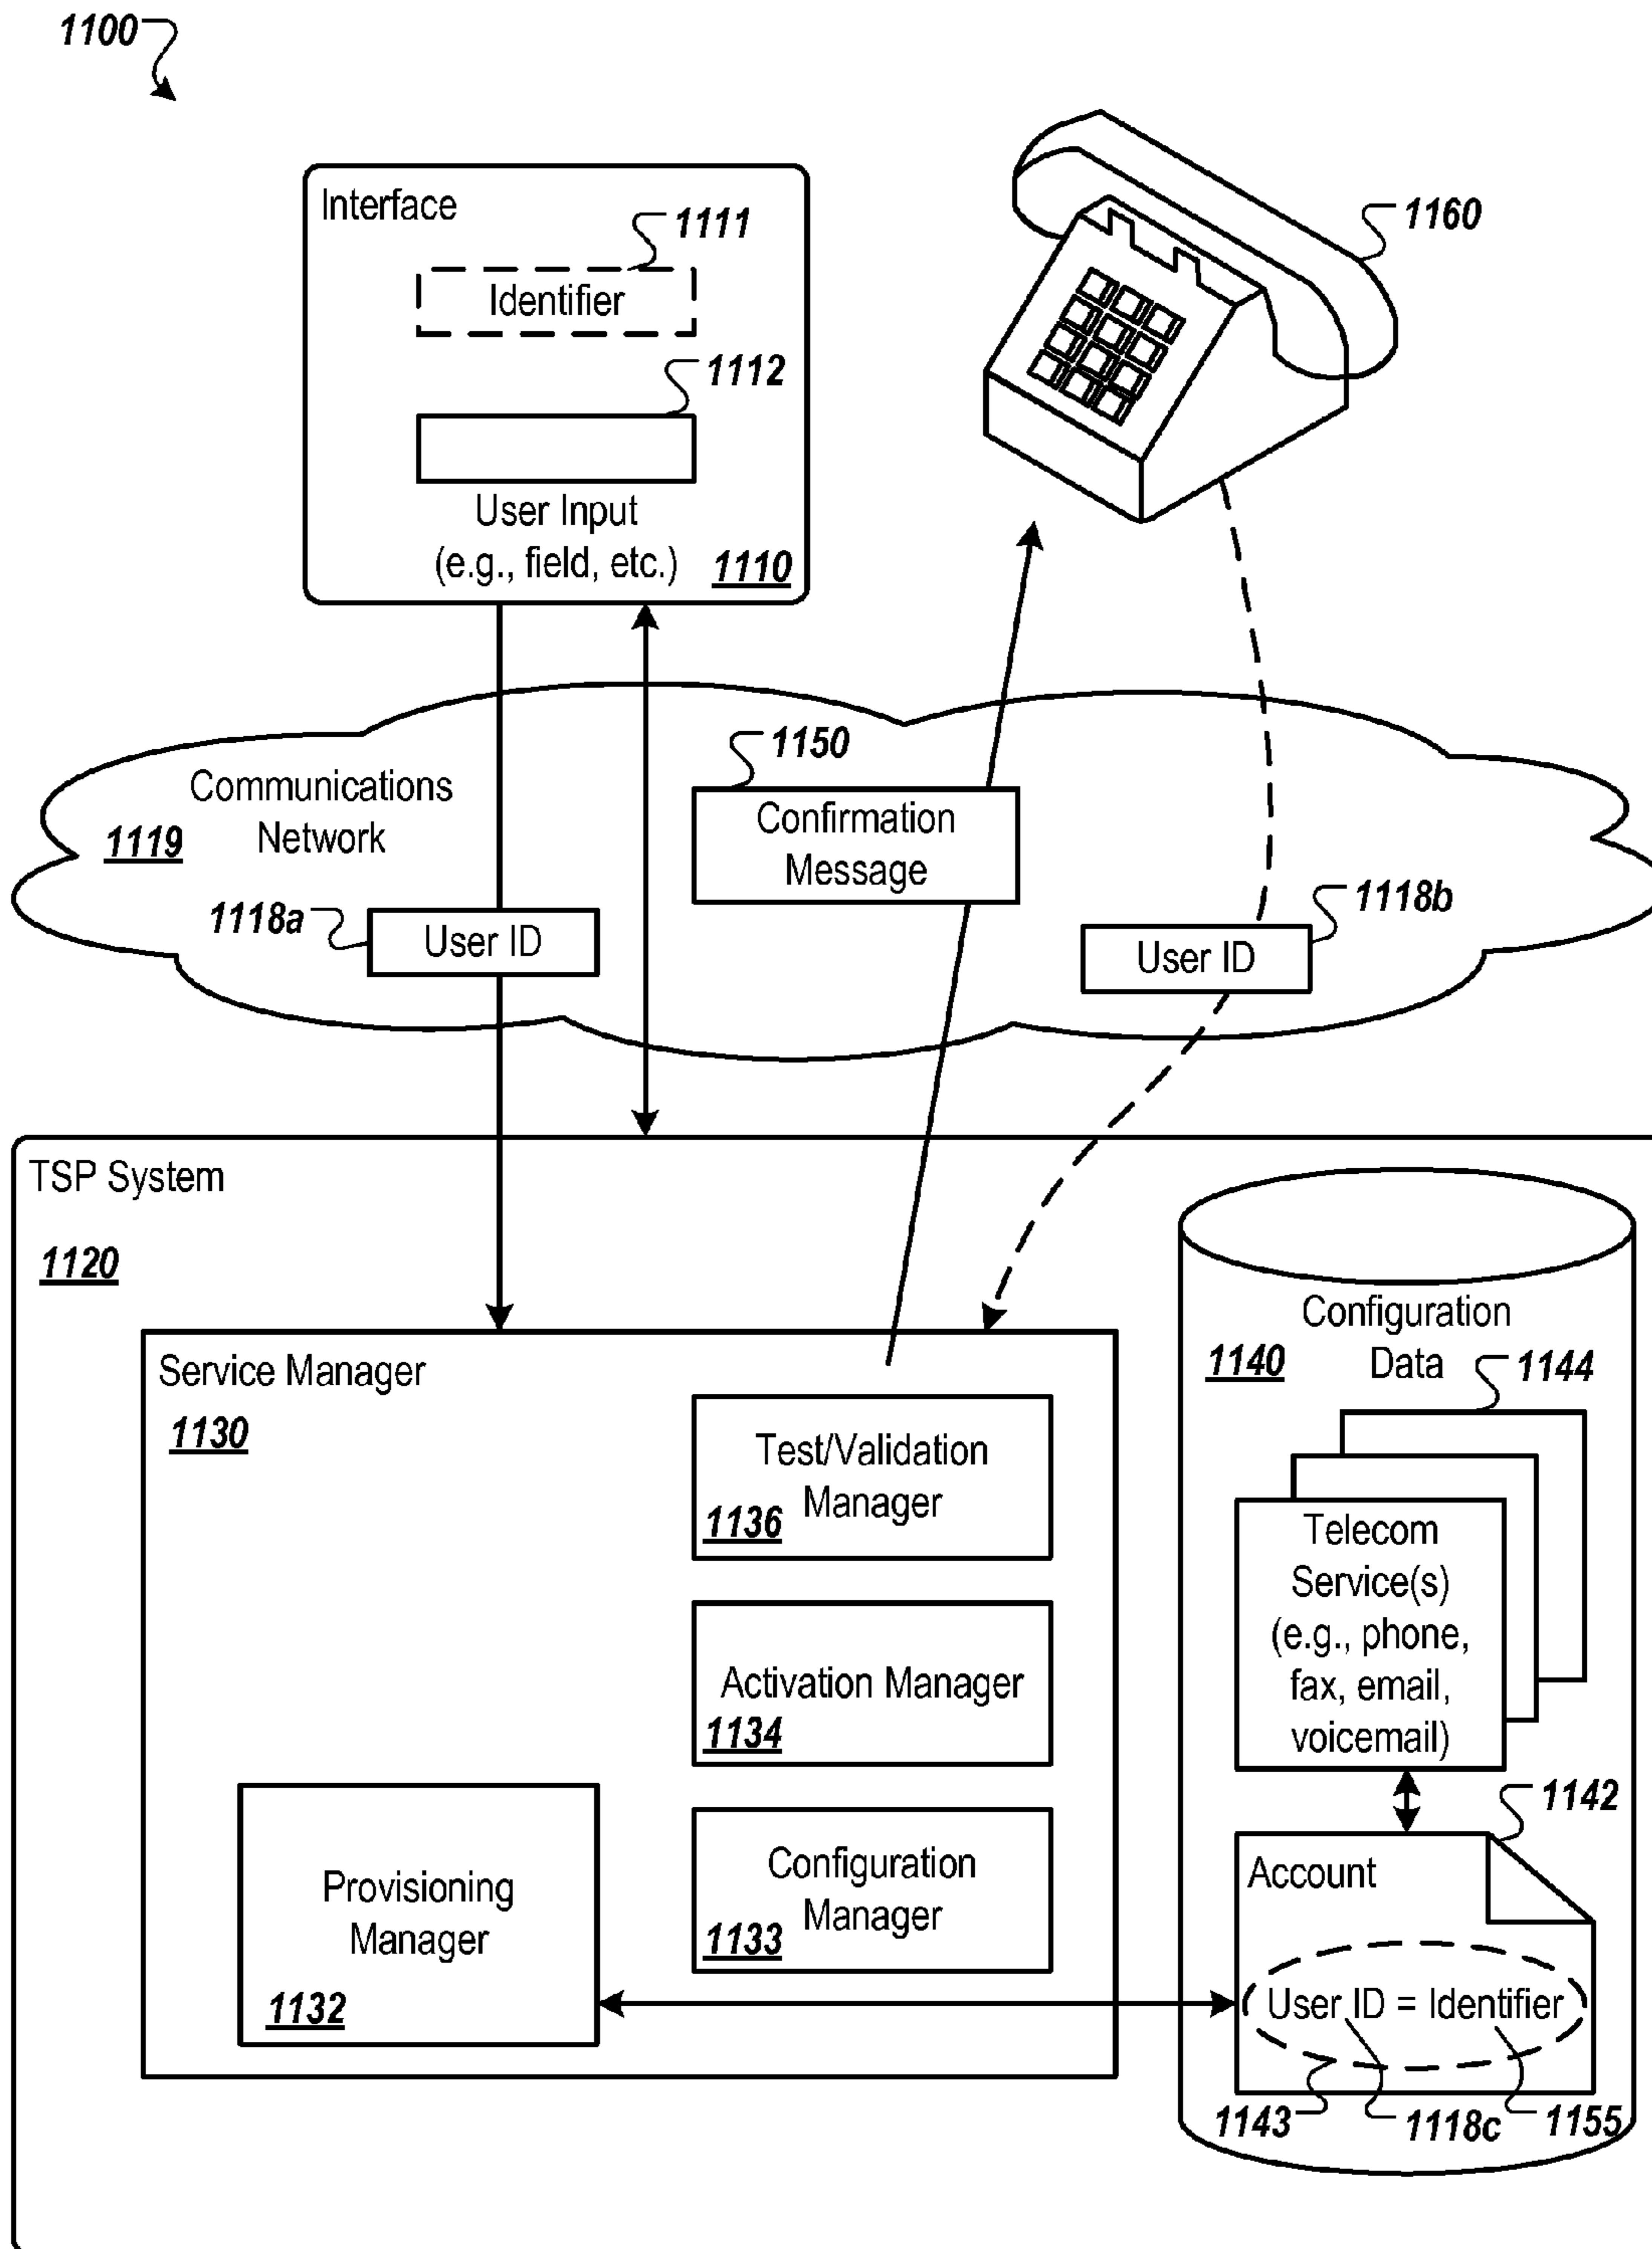 1100
Interface
1111
Identifier
1112
User Input
(e.g., field, etc.)
1110
1160
Communications
Network
1119
1150
Confirmation
Message
1118a
User ID
1118b
User ID
TSP System
1120
Service Manager
1130
Test/Validation
Manager
1136
Activation Manager
1134
Provisioning
Manager
1132
Configuration
Manager
1133
Configuration
Data
1140
1144
Telecom
Service(s)
(e.g., phone,
fax, email,
voicemail)
1142
Account
User ID = Identifier
1143
1118c
1155